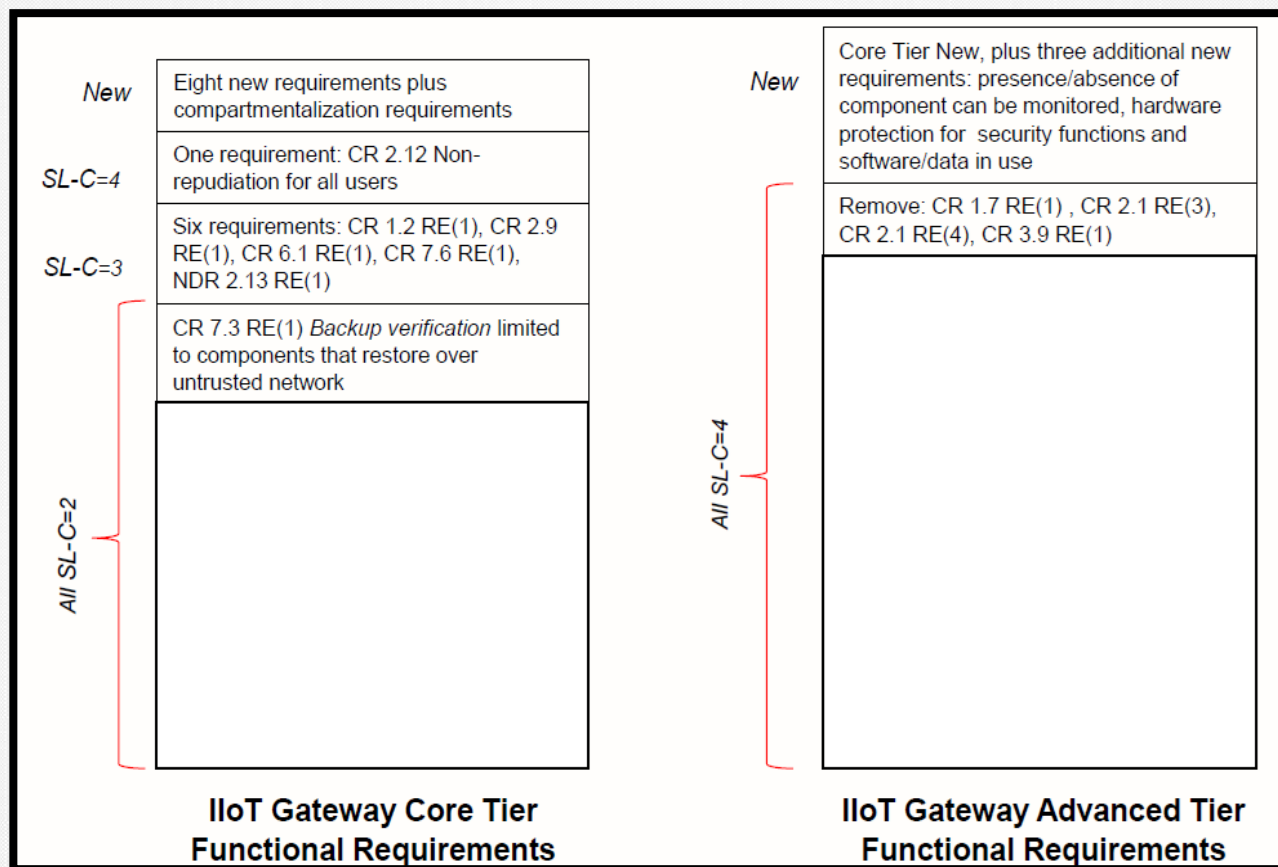 New
Eight new requirements plus
compartmentalization requirements
SL-C=4
One requirement: CR 2.12 Non-
repudiation for all users
SL-C=3
Six requirements: CR 1.2 RE(1), CR 2.9
RE(1), CR 6.1 RE(1), CR 7.6 RE(1),
NDR 2.13 RE(1)
All SL-C=2
CR 7.3 RE(1) Backup verification limited
to components that restore over
untrusted network
IIoT Gateway Core Tier
Functional Requirements
New
Core Tier New, plus three additional new
requirements: presence/absence of
component can be monitored, hardware
protection for security functions and
software/data in use
All SL-C=4
Remove: CR 1.7 RE(1) , CR 2.1 RE(3),
CR 2.1 RE(4), CR 3.9 RE(1)
IIoT Gateway Advanced Tier
Functional Requirements